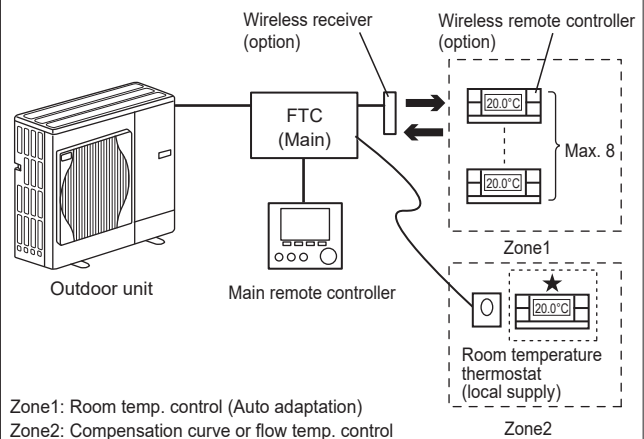 Wireless receiver
(option)
Wireless remote controller
(option)
FTC
(Main)
20.0°C
Max. 8
20.0°C
Zone1
Outdoor unit
Main remote controller
20.0°C
Room temperature
thermostat
(local supply)
Zone1: Room temp. control (Auto adaptation)
Zone2: Compensation curve or flow temp. control
Zone2